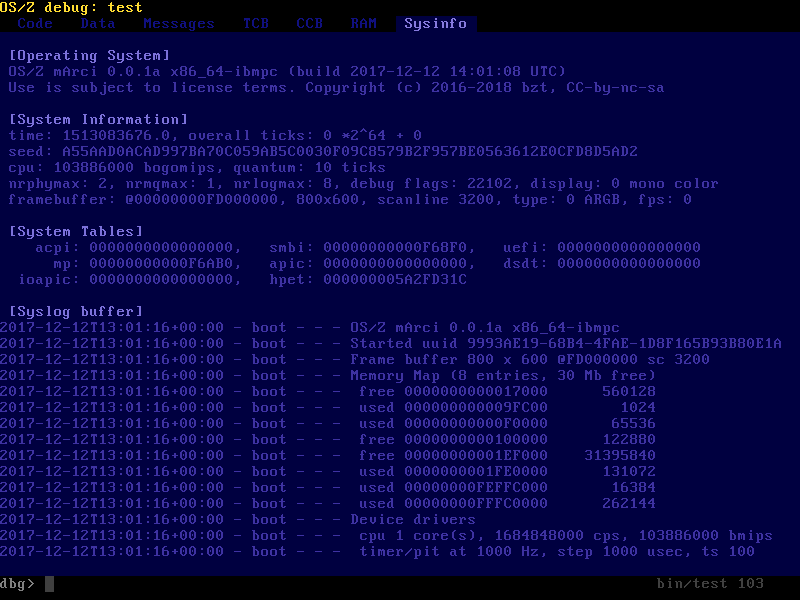 OS/Z debug: test
Code Data Messages TCB CCB RAM Sysinfo
[Operating System]
OS/Z mArci 0.0.1a x86_64-ibmpc (build 2017-12-12 14:01:08 UTC)
Use is subject to license terms. Copyright (c) 2016-2018 bzt, CC-by-nc-sa
[System Information]
time: 1513083676.0, overall ticks: 0 *2^64 + 0
seed: A55AAD0ACAD997BA70C059AB5C0030F09C8579B2F957BE0563612E0CFD8D5AD2
cpu: 103886000 bogomips, quantum: 10 ticks
nrphymax: 2, nrmqmax: 1, nrlogmax: 8, debug flags: 22102, display: 0 mono color
framebuffer: @00000000FD000000, 800x600, scanline 3200, type: 0 ARGB, fps: 0
[System Tables]
acpi: 0000000000000000, smbi: 00000000000F68F0, uefi: 0000000000000000
mp: 00000000000F6AB0, apic: 0000000000000000, dsdt: 0000000000000000
ioapic: 0000000000000000, hpet: 000000005A2FD31C
[Syslog buffer]
2017-12-12T13:01:16+00:00 - boot - - - OS/Z mArci 0.0.1a x86_64-ibmpc
2017-12-12T13:01:16+00:00 - boot - - - Started uuid 9993AE19-68B4-4FAE-1D8F165B93B80E1A
2017-12-12T13:01:16+00:00 - boot - - - Frame buffer 800 x 600 @FD000000 sc 3200
2017-12-12T13:01:16+00:00 - boot - - - Memory Map (8 entries, 30 Mb free)
2017-12-12T13:01:16+00:00 - boot - - - free 0000000000017000 560128
2017-12-12T13:01:16+00:00 - boot - - - used 000000000009FC00 1024
2017-12-12T13:01:16+00:00 - boot - - - used 00000000000F0000 65536
2017-12-12T13:01:16+00:00 - boot - - - free 0000000000100000 122880
2017-12-12T13:01:16+00:00 - boot - - - free 00000000001EF000 31395840
2017-12-12T13:01:16+00:00 - boot - - - used 0000000001FE0000 131072
2017-12-12T13:01:16+00:00 - boot - - - used 00000000FEFFC000 16384
2017-12-12T13:01:16+00:00 - boot - - - used 00000000FFFC0000 262144
2017-12-12T13:01:16+00:00 - boot - - - Device drivers
2017-12-12T13:01:16+00:00 - boot - - - cpu 1 core(s), 1684848000 cps, 103886000 bmips
2017-12-12T13:01:16+00:00 - boot - - - timer/pit at 1000 Hz, step 1000 usec, ts 100
dbg> bin/test 103